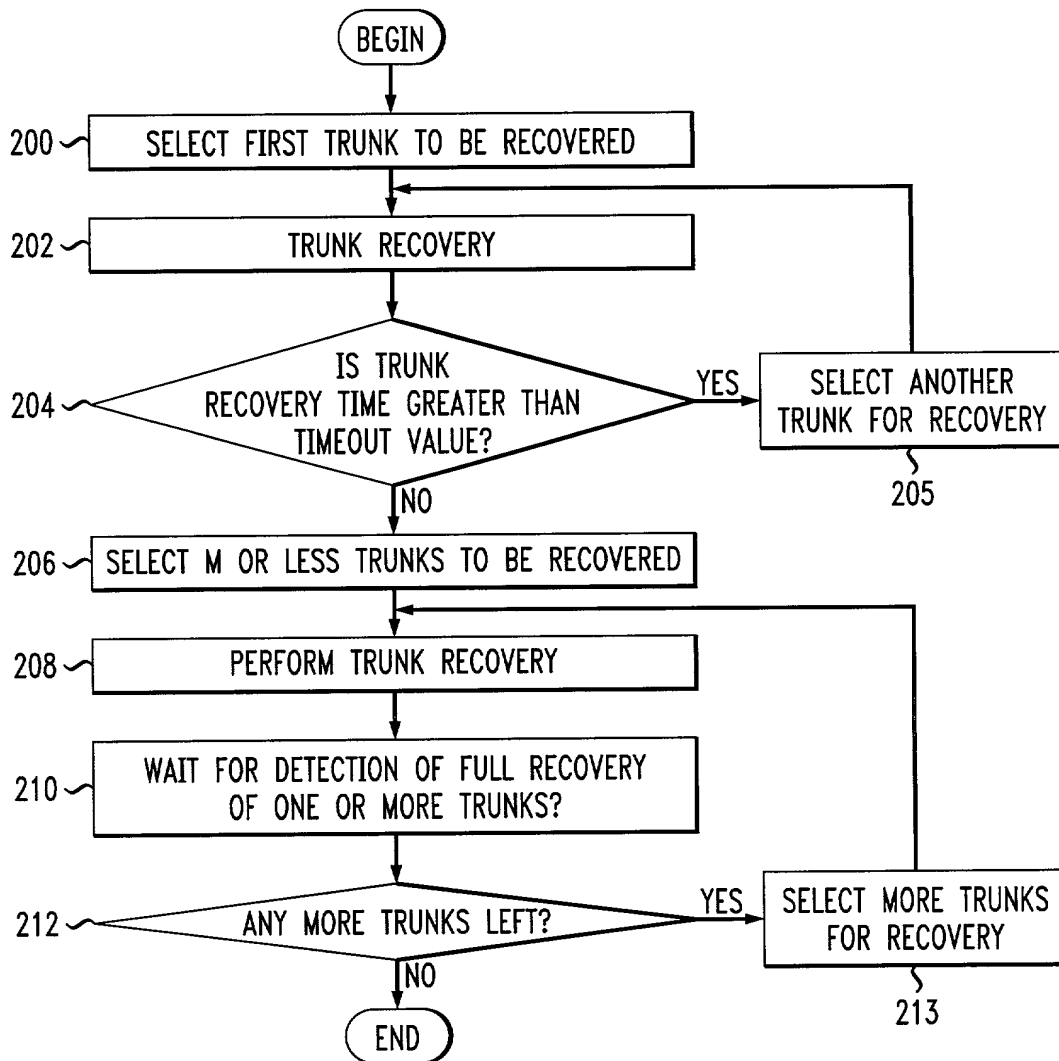 BEGIN
200
SELECT FIRST TRUNK TO BE RECOVERED
202
TRUNK RECOVERY
204
IS TRUNK
RECOVERY TIME GREATER THAN
TIMEOUT VALUE?
YES
SELECT ANOTHER
TRUNK FOR RECOVERY
205
NO
206
SELECT M OR LESS TRUNKS TO BE RECOVERED
208
PERFORM TRUNK RECOVERY
210
WAIT FOR DETECTION OF FULL RECOVERY
OF ONE OR MORE TRUNKS?
212
ANY MORE TRUNKS LEFT?
YES
SELECT MORE TRUNKS
FOR RECOVERY
213
NO
END